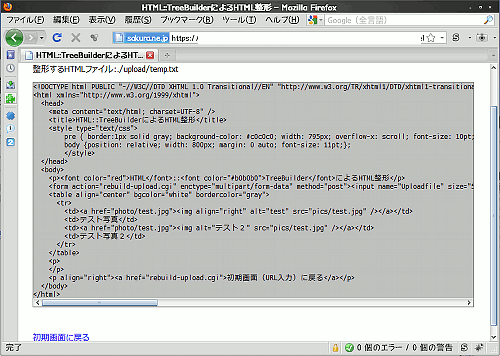 HTML::TreeBuilderによるHTML整形 - Mozilla Firefox
ファイル(F) 編集(E) 表示(V) 履歴(S) ブックマーク(B) ツール(T) ヘルプ(H)
Google (全言語)
sakura.ne.jp https://
HTML::TreeBuilderによるHT...
整形するHTMLファイル:./upload/temp.txt
<!DOCTYPE html PUBLIC "-//W3C//DTD XHTML 1.0 Transitional//EN" "http://www.w3.org/TR/xhtml1/DTD/xhtml1-transitiona
<html xmlns="http://www.w3.org/1999/xhtml">
<head>
<meta content="text/html; charset=UTF-8" />
<title>HTML::TreeBuilderによるHTML整形</title>
<style type="text/css">
pre { border:1px solid gray; background-color: #c0c0c0; width: 795px; overflow-x: scroll; font-size: 10pt;
body {position: relative; width: 800px; margin: 0 auto; font-size: 11pt;};
</style>
</head>
<body>
<p><font color="red">HTML</font>::<font color="#b0b0b0">TreeBuilder</font>によるHTML整形</p>
<form action="rebuild-upload.cgi" enctype="multipart/form-data" method="post"><input name="Uploadfile" size="5
<table align="center" bgcolor="white" bordercolor="gray">
<tr>
<td><a href="photo/test.jpg"><img align="right" alt="test" src="pics/test.jpg" /></a></td>
<td>テスト写真</td>
<td><a href="photo/test.jpg"><img alt="テスト２" src="pics/test.jpg" /></a></td>
<td>テスト写真２</td>
</tr>
</table>
<p>
</p>
<p align="right"><a href="rebuild-upload.cgi">初期画面（URL入力）に戻る</a></p>
</body>
</html>
初期画面に戻る
完了
0 個のエラー / 0 個の警告